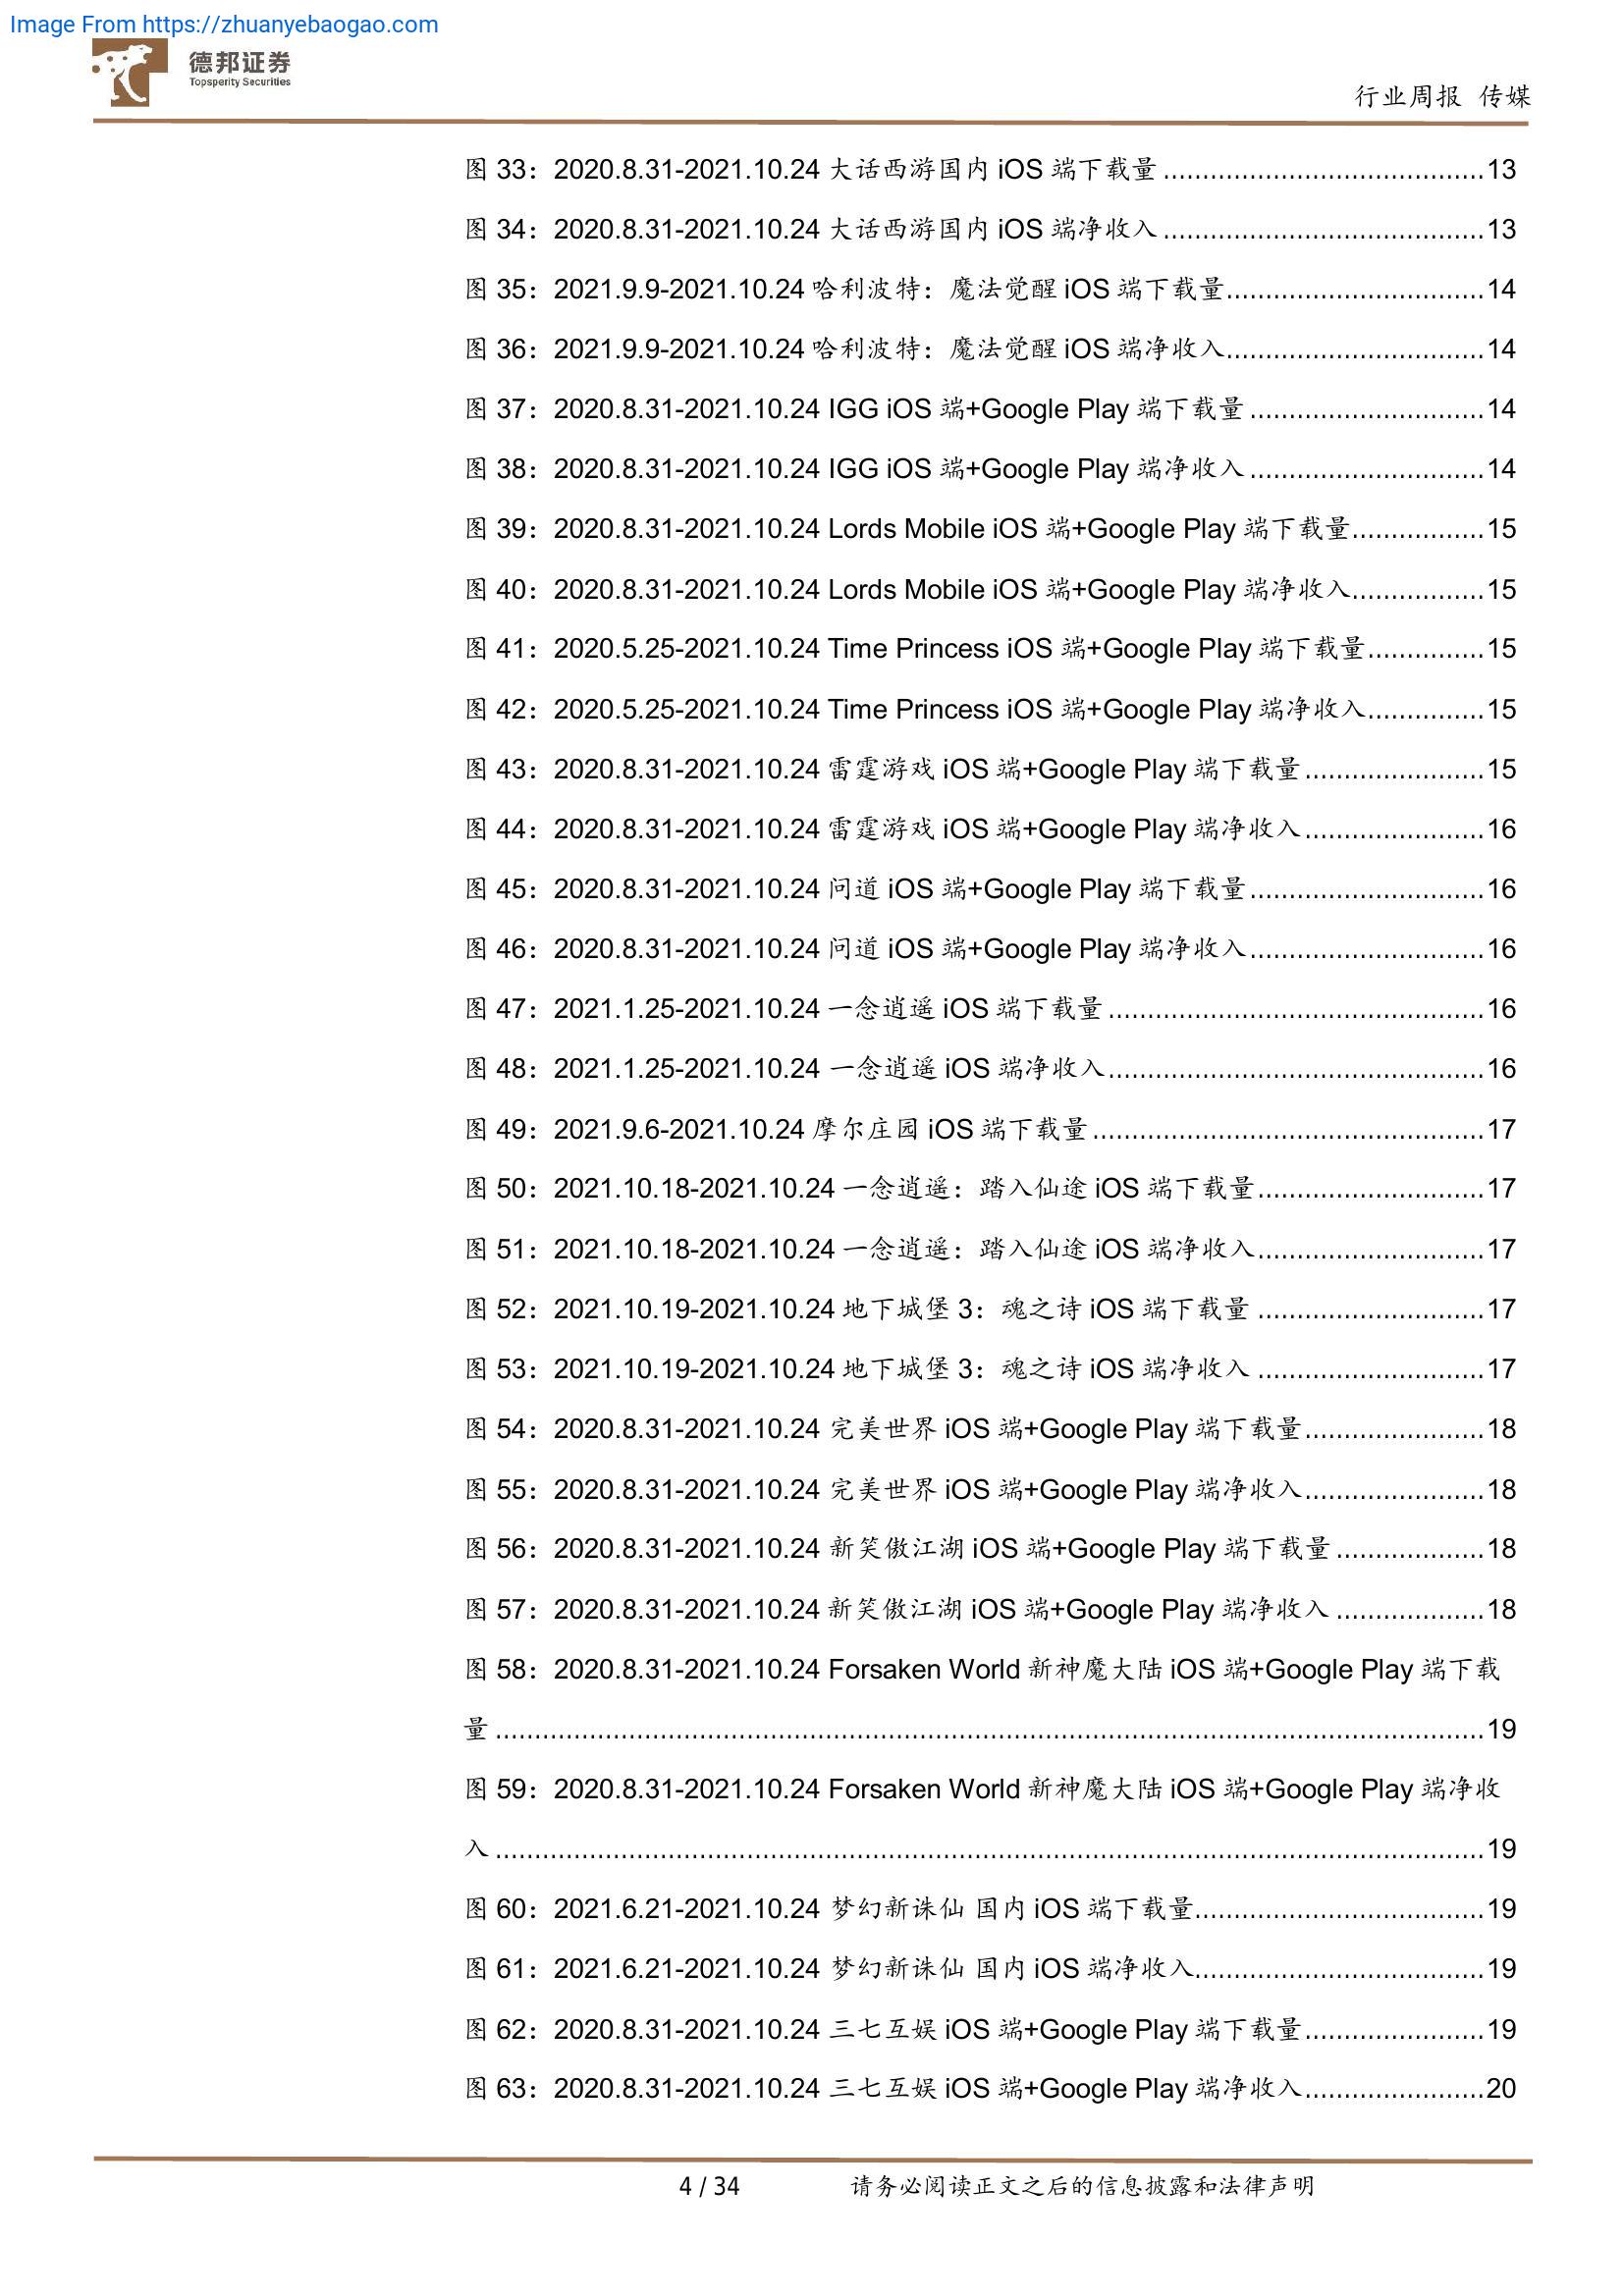 Image From https://zhuanyebaogao.com
德邦证券
Topsperity Securities
行业周报 传媒
图 33：2020.8.31-2021.10.24 大话西游国内 iOS 端下载量.........................................13
图 34：2020.8.31-2021.10.24 大话西游国内 iOS 端净收入.........................................13
图 35：2021.9.9-2021.10.24 哈利波特：魔法觉醒 iOS 端下载量.................................14
图 36：2021.9.9-2021.10.24 哈利波特：魔法觉醒 iOS 端净收入.................................14
图 37：2020.8.31-2021.10.24 IGG iOS 端+Google Play 端下载量..............................14
图 38：2020.8.31-2021.10.24 IGG iOS 端+Google Play 端净收入..............................14
图 39：2020.8.31-2021.10.24 Lords Mobile iOS 端+Google Play 端下载量.................15
图 40：2020.8.31-2021.10.24 Lords Mobile iOS 端+Google Play 端净收入.................15
图 41：2020.5.25-2021.10.24 Time Princess iOS 端+Google Play 端下载量...............15
图 42：2020.5.25-2021.10.24 Time Princess iOS 端+Google Play 端净收入...............15
图 43：2020.8.31-2021.10.24 雷霆游戏 iOS 端+Google Play 端下载量.......................15
图 44：2020.8.31-2021.10.24 雷霆游戏 iOS 端+Google Play 端净收入.......................16
图 45：2020.8.31-2021.10.24 问道 iOS 端+Google Play 端下载量..............................16
图 46：2020.8.31-2021.10.24 问道 iOS 端+Google Play 端净收入..............................16
图 47：2021.1.25-2021.10.24 一念逍遥 iOS 端下载量................................................16
图 48：2021.1.25-2021.10.24 一念逍遥 iOS 端净收入................................................16
图 49：2021.9.6-2021.10.24 摩尔庄园 iOS 端下载量..................................................17
图 50：2021.10.18-2021.10.24 一念逍遥：踏入仙途 iOS 端下载量.............................17
图 51：2021.10.18-2021.10.24 一念逍遥：踏入仙途 iOS 端净收入.............................17
图 52：2021.10.19-2021.10.24 地下城堡 3：魂之诗 iOS 端下载量.............................17
图 53：2021.10.19-2021.10.24 地下城堡 3：魂之诗 iOS 端净收入.............................17
图 54：2020.8.31-2021.10.24 完美世界 iOS 端+Google Play 端下载量.......................18
图 55：2020.8.31-2021.10.24 完美世界 iOS 端+Google Play 端净收入.......................18
图 56：2020.8.31-2021.10.24 新笑傲江湖 iOS 端+Google Play 端下载量...................18
图 57：2020.8.31-2021.10.24 新笑傲江湖 iOS 端+Google Play 端净收入...................18
图 58：2020.8.31-2021.10.24 Forsaken World 新神魔大陆 iOS 端+Google Play 端下载
量..............................................................................................................................19
图 59：2020.8.31-2021.10.24 Forsaken World 新神魔大陆 iOS 端+Google Play 端净收
入..............................................................................................................................19
图 60：2021.6.21-2021.10.24 梦幻新诛仙 国内 iOS 端下载量.....................................19
图 61：2021.6.21-2021.10.24 梦幻新诛仙 国内 iOS 端净收入.....................................19
图 62：2020.8.31-2021.10.24 三七互娱 iOS 端+Google Play 端下载量.......................19
图 63：2020.8.31-2021.10.24 三七互娱 iOS 端+Google Play 端净收入.......................20
4 / 34 请务必阅读正文之后的信息披露和法律声明